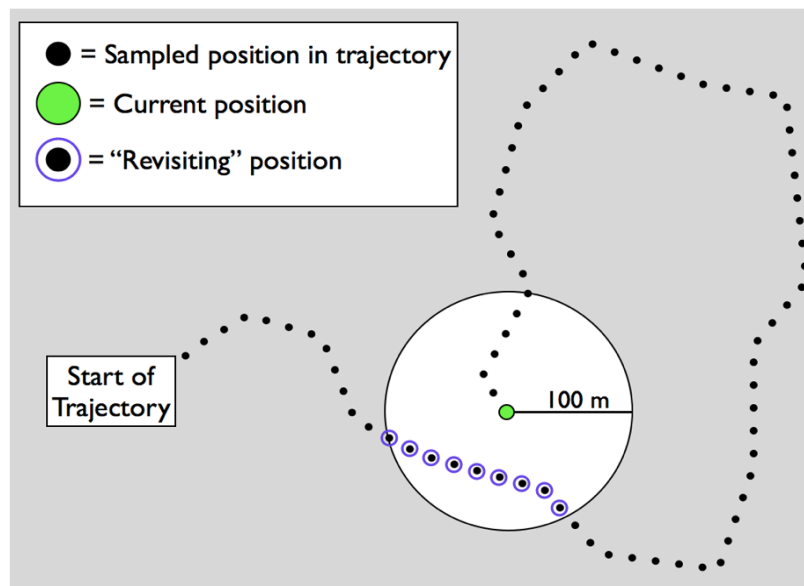 = Sampled position in trajectory
= Current position
= “Revisiting” position
Start of
Trajectory
100 m